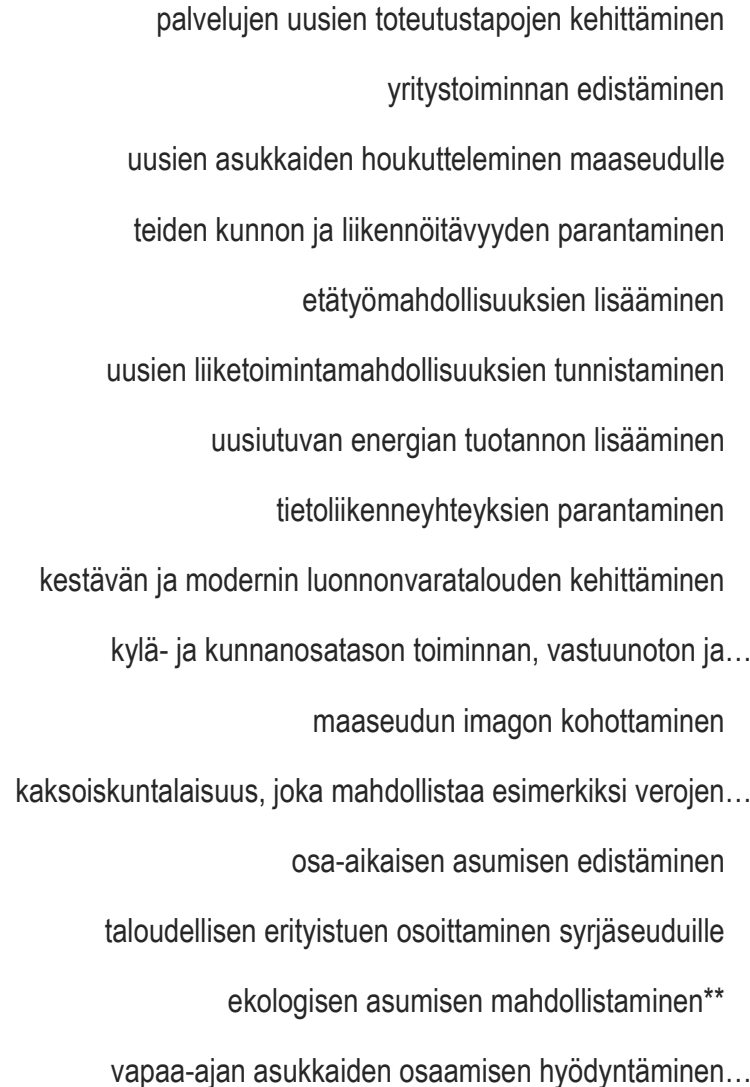 palvelujen uusien toteutustapojen kehittäminen
yritystoiminnan edistäminen
uusien asukkaiden houkutteleminen maaseudulle
teiden kunnon ja liikennöitävyyden parantaminen
etätyömahdollisuuksien lisääminen
uusien liiketoimintamahdollisuuksien tunnistaminen
uusiutuvan energian tuotannon lisääminen
tietoliikenneyhteyksien parantaminen
kestävän ja modernin luonnonvaratalouden kehittäminen
kylä- ja kunnanosatason toiminnan, vastuunoton ja…
maaseudun imagon kohottaminen
kaksoiskuntalaisuus, joka mahdollistaa esimerkiksi verojen…
osa-aikaisen asumisen edistäminen
taloudellisen erityistuen osoittaminen syrjäseuduille
ekologisen asumisen mahdollistaminen**
vapaa-ajan asukkaiden osaamisen hyödyntäminen…